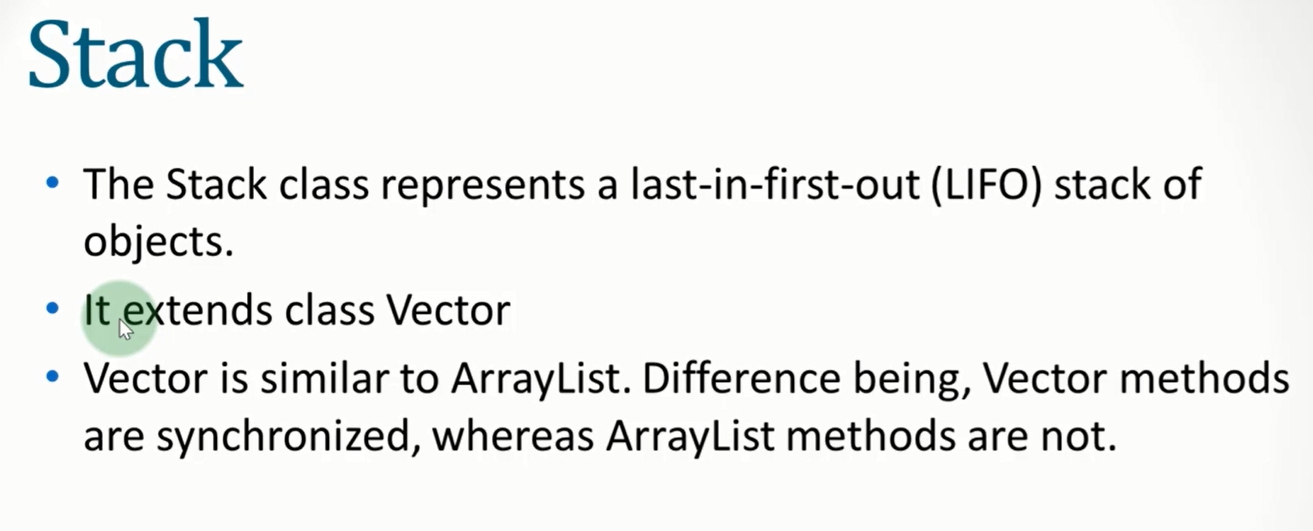 Stack
• The Stack class represents a last-in-first-out (LIFO) stack of
objects.
• It extends class Vector
• Vector is similar to ArrayList. Difference being, Vector methods
are synchronized, whereas ArrayList methods are not.